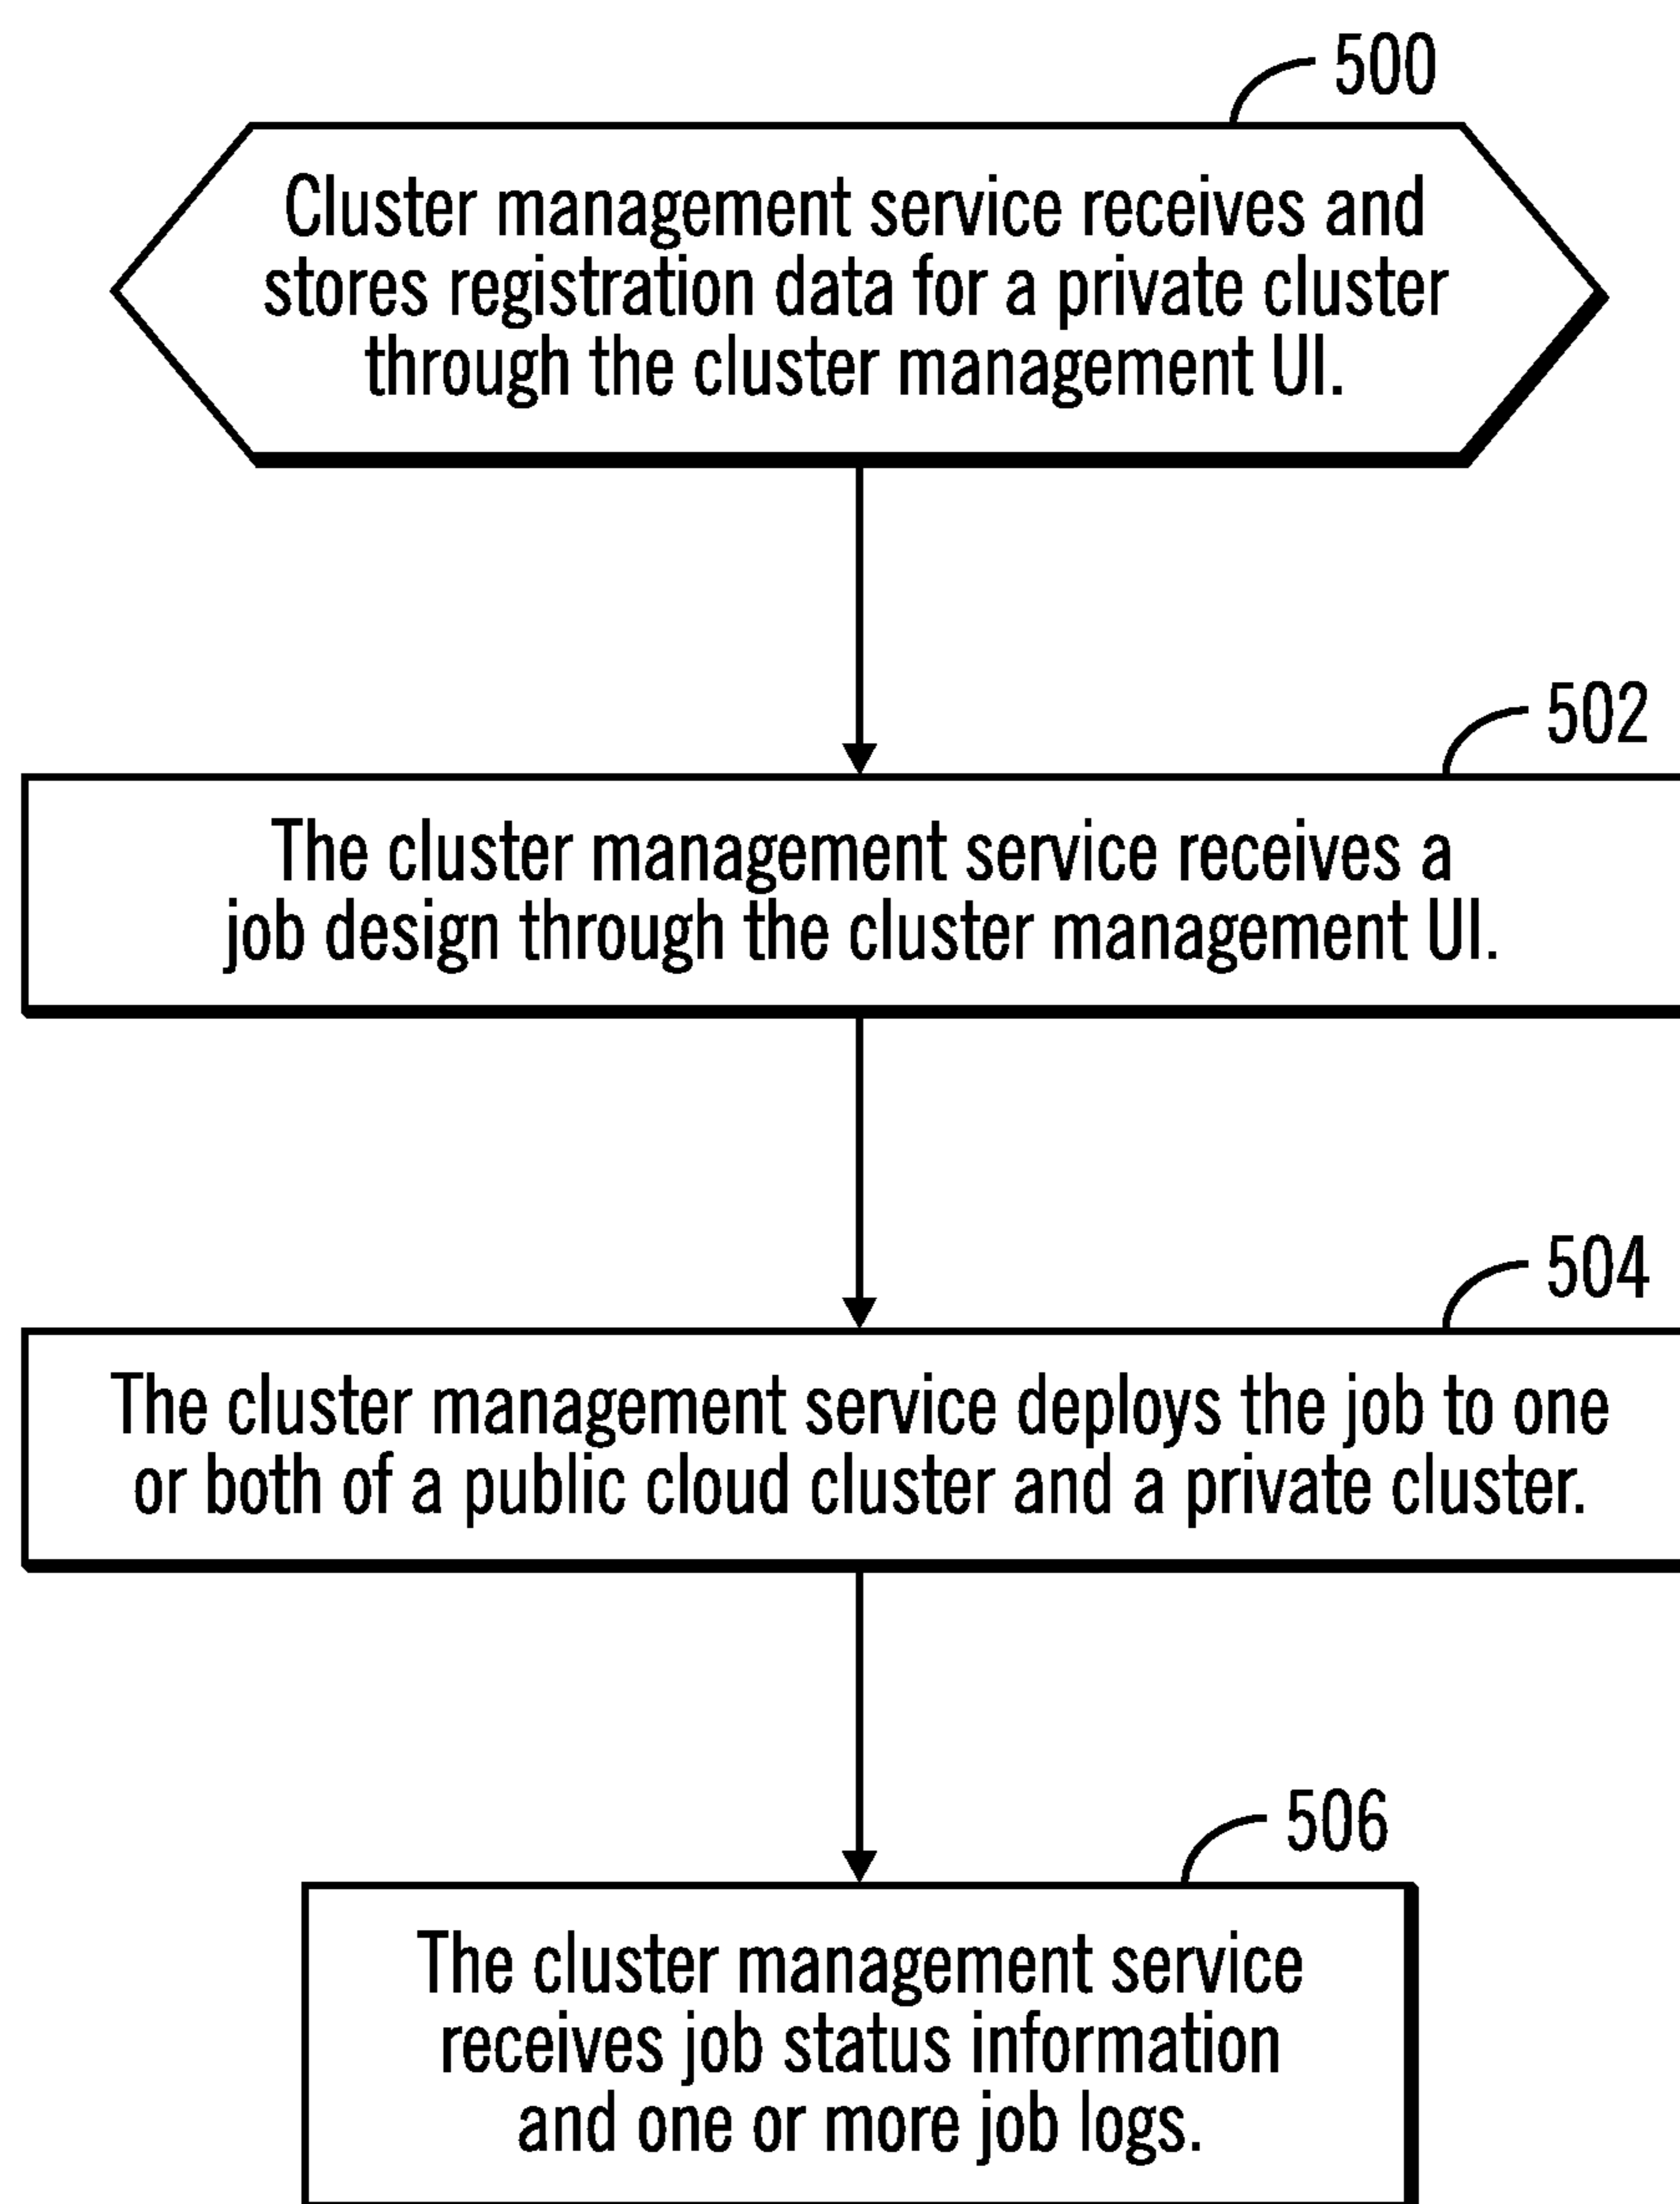 500
Cluster management service receives and
stores registration data for a private cluster
through the cluster management UI.
502
The cluster management service receives a
job design through the cluster management UI.
504
The cluster management service deploys the job to one
or both of a public cloud cluster and a private cluster.
506
The cluster management service
receives job status information
and one or more job logs.